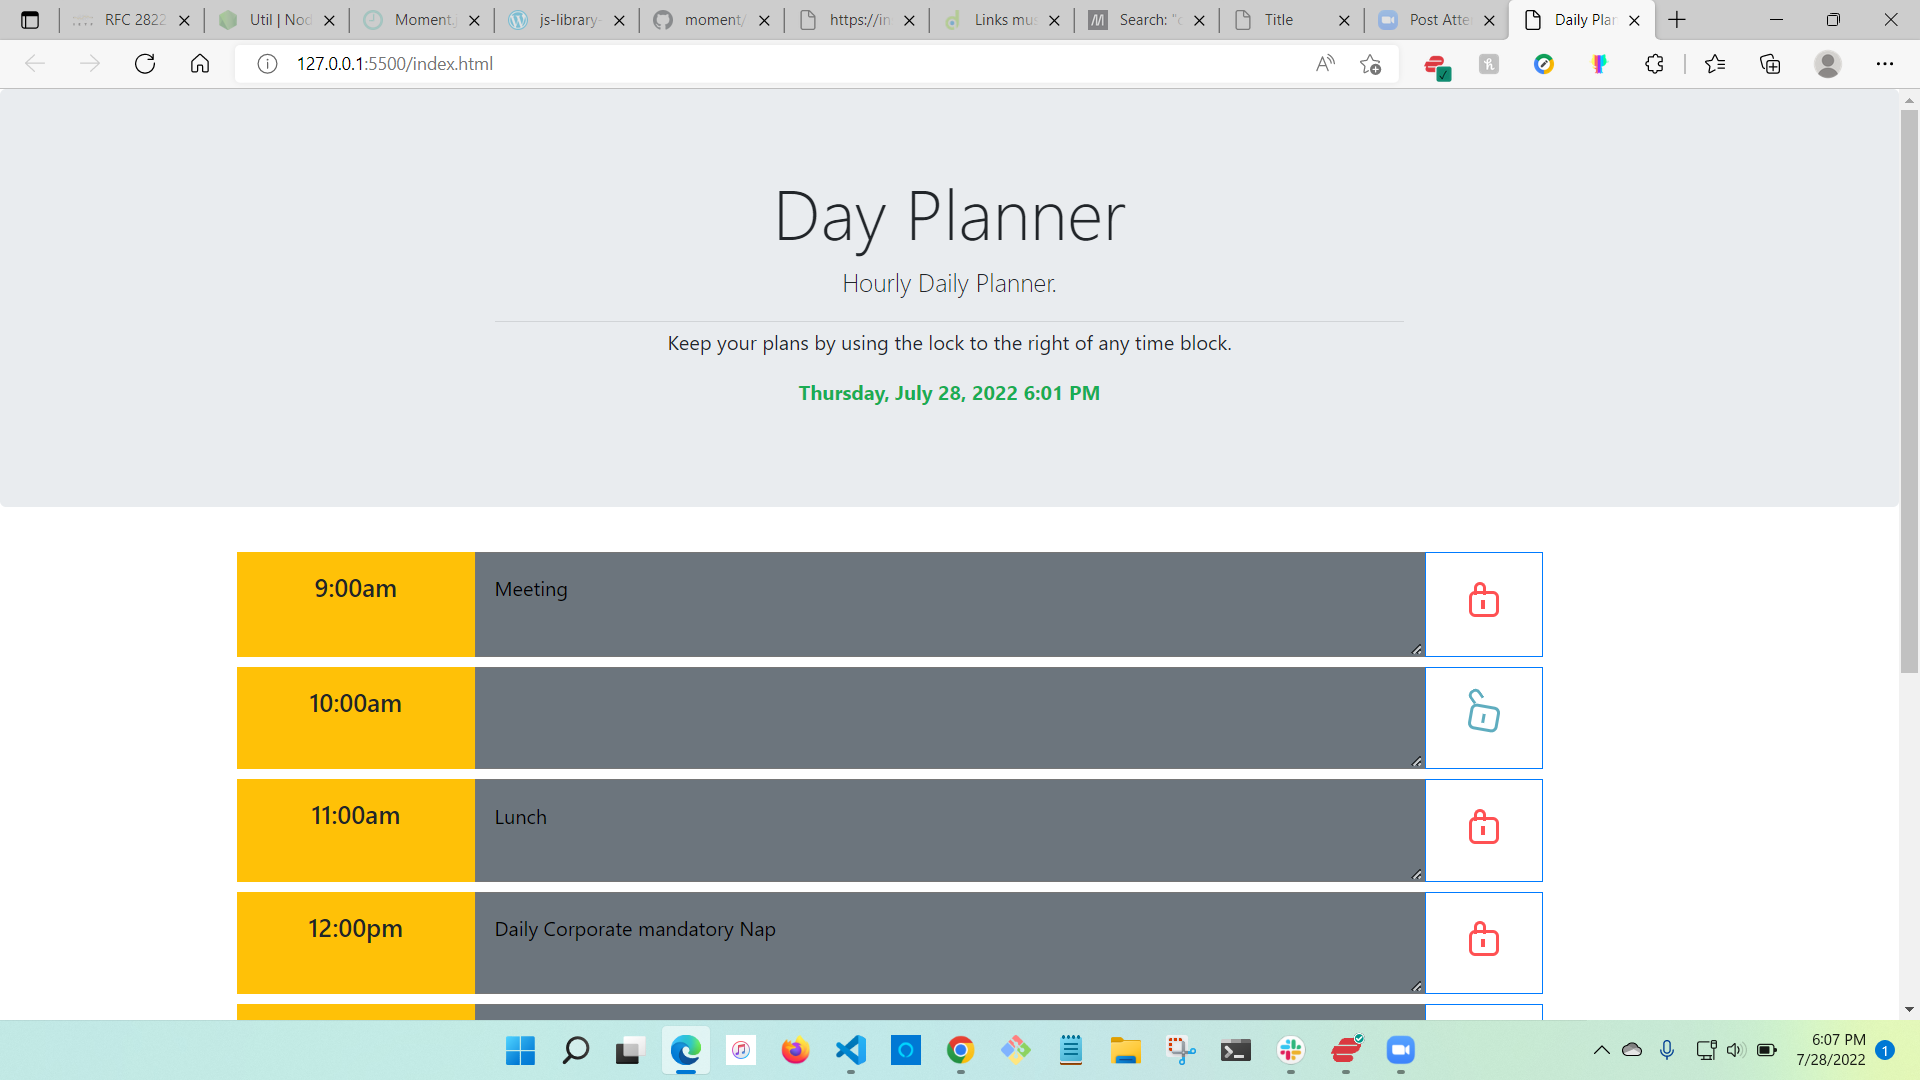 RFC 2822
Util | Nod
Moment.
js-library-
moment/
https://in
Links mus
Search: "c
Title
Post Atte
Daily Plan
127.0.0.1:5500/index.html
Day Planner
Hourly Daily Planner.
Keep your plans by using the lock to the right of any time block.
Thursday, July 28, 2022 6:01 PM
9:00am
Meeting
10:00am
11:00am
Lunch
12:00pm
Daily Corporate mandatory Nap
6:07 PM
7/28/2022
1